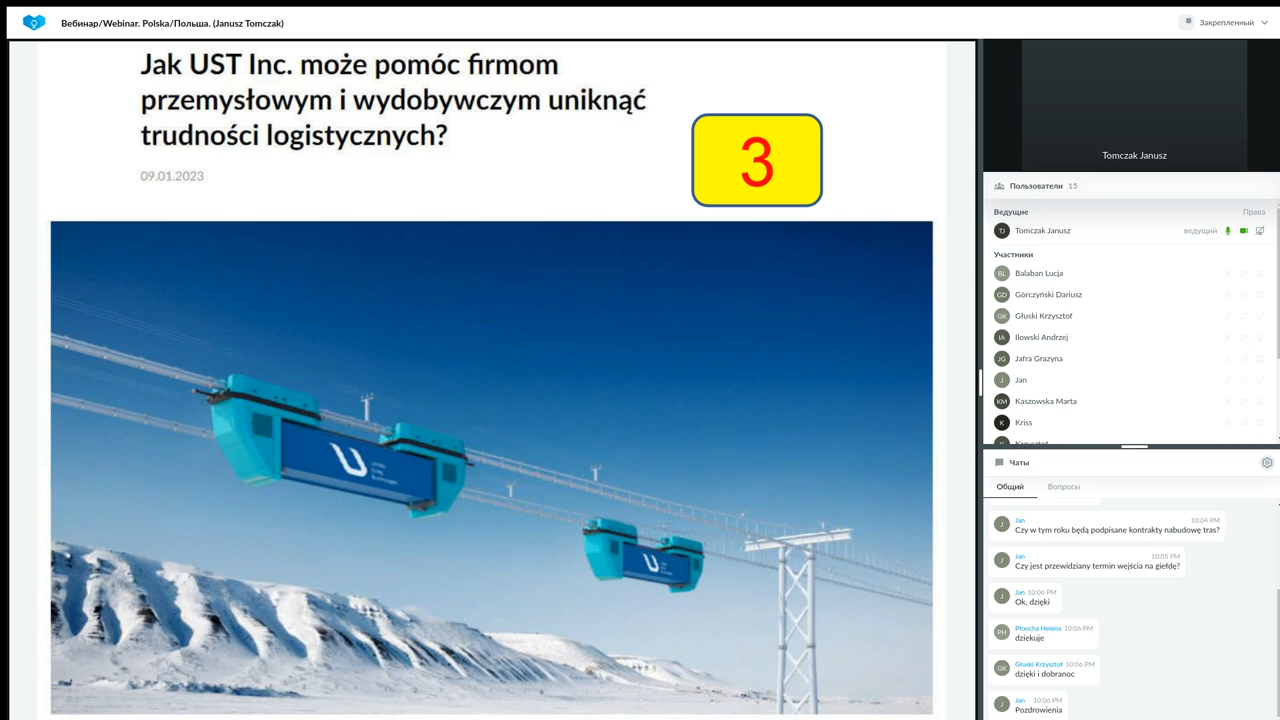 Вебинар/Webinar. Polska/Польша. (Janusz Tomczak)
Закрепленный
Jak UST Inc. może pomóc firmom
przemysłowym i wydobywczym uniknąć
trudności logistycznych?
09.01.2023
3
Tomczak Janusz
Пользователи 15
Ведущие Права
TJ Tomczak Janusz ведущий
Участники
BL Balaban Lucja
GD Górczyński Dariusz
GK Głuski Krzysztof
IA Ilowski Andrzej
JG Jafra Grazyna
J Jan
KM Kaszowska Marta
K Kriss
Чаты
Общий Вопросы
J Jan 10:04 PM
Czy w tym roku będą podpisane kontrakty nabudowę tras?
J Jan 10:05 PM
Czy jest przewidziany termin wejścia na giełdę?
J Jan 10:06 PM
Ok, dzięki
PH Płoucha Helena 10:06 PM
dziekuje
GK Głuski Krzysztof 10:06 PM
dzięki i dobranoc
J Jan 10:06 PM
Pozdrowienia